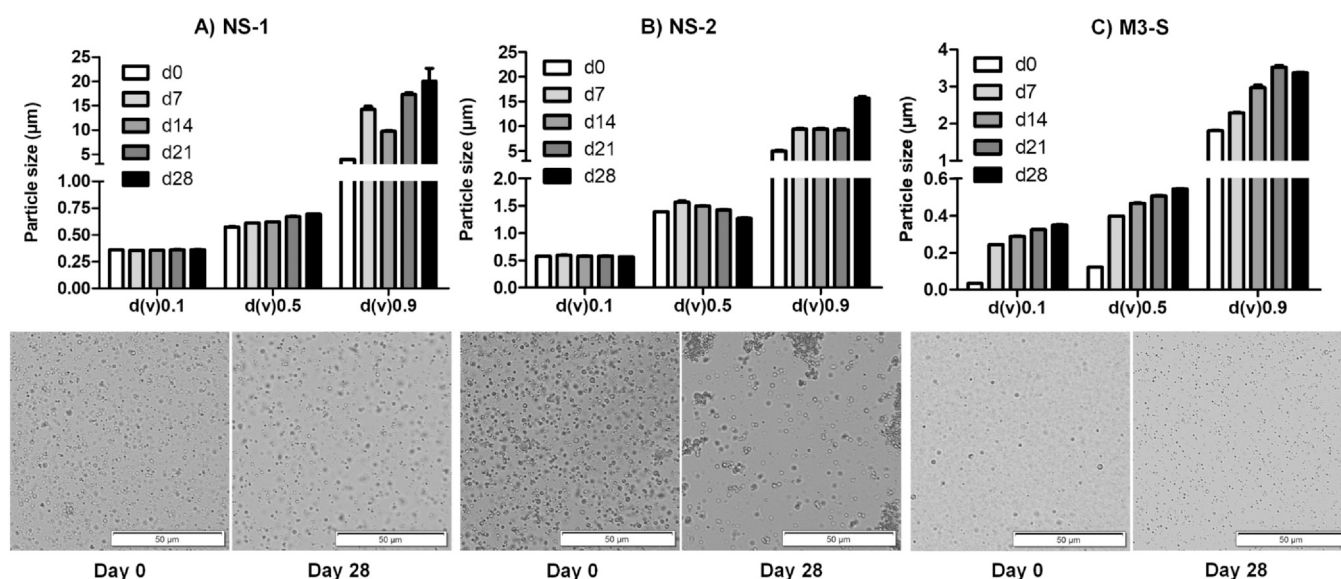 A) NS-1
Particle size (µm)
25
20
15
10
5
1.00
0.75
0.50
0.25
0.00
d0
d7
d14
d21
d28
d(v)0.1
d(v)0.5
d(v)0.9
B) NS-2
Particle size (µm)
25
20
15
10
5
2.0
1.5
1.0
0.5
0.0
d0
d7
d14
d21
d28
d(v)0.1
d(v)0.5
d(v)0.9
C) M3-S
Particle size (µm)
4
3
2
1
0.6
0.4
0.2
0.0
d0
d7
d14
d21
d28
d(v)0.1
d(v)0.5
d(v)0.9
50 µm
50 µm
50 µm
50 µm
50 µm
50 µm
Day 0
Day 28
Day 0
Day 28
Day 0
Day 28